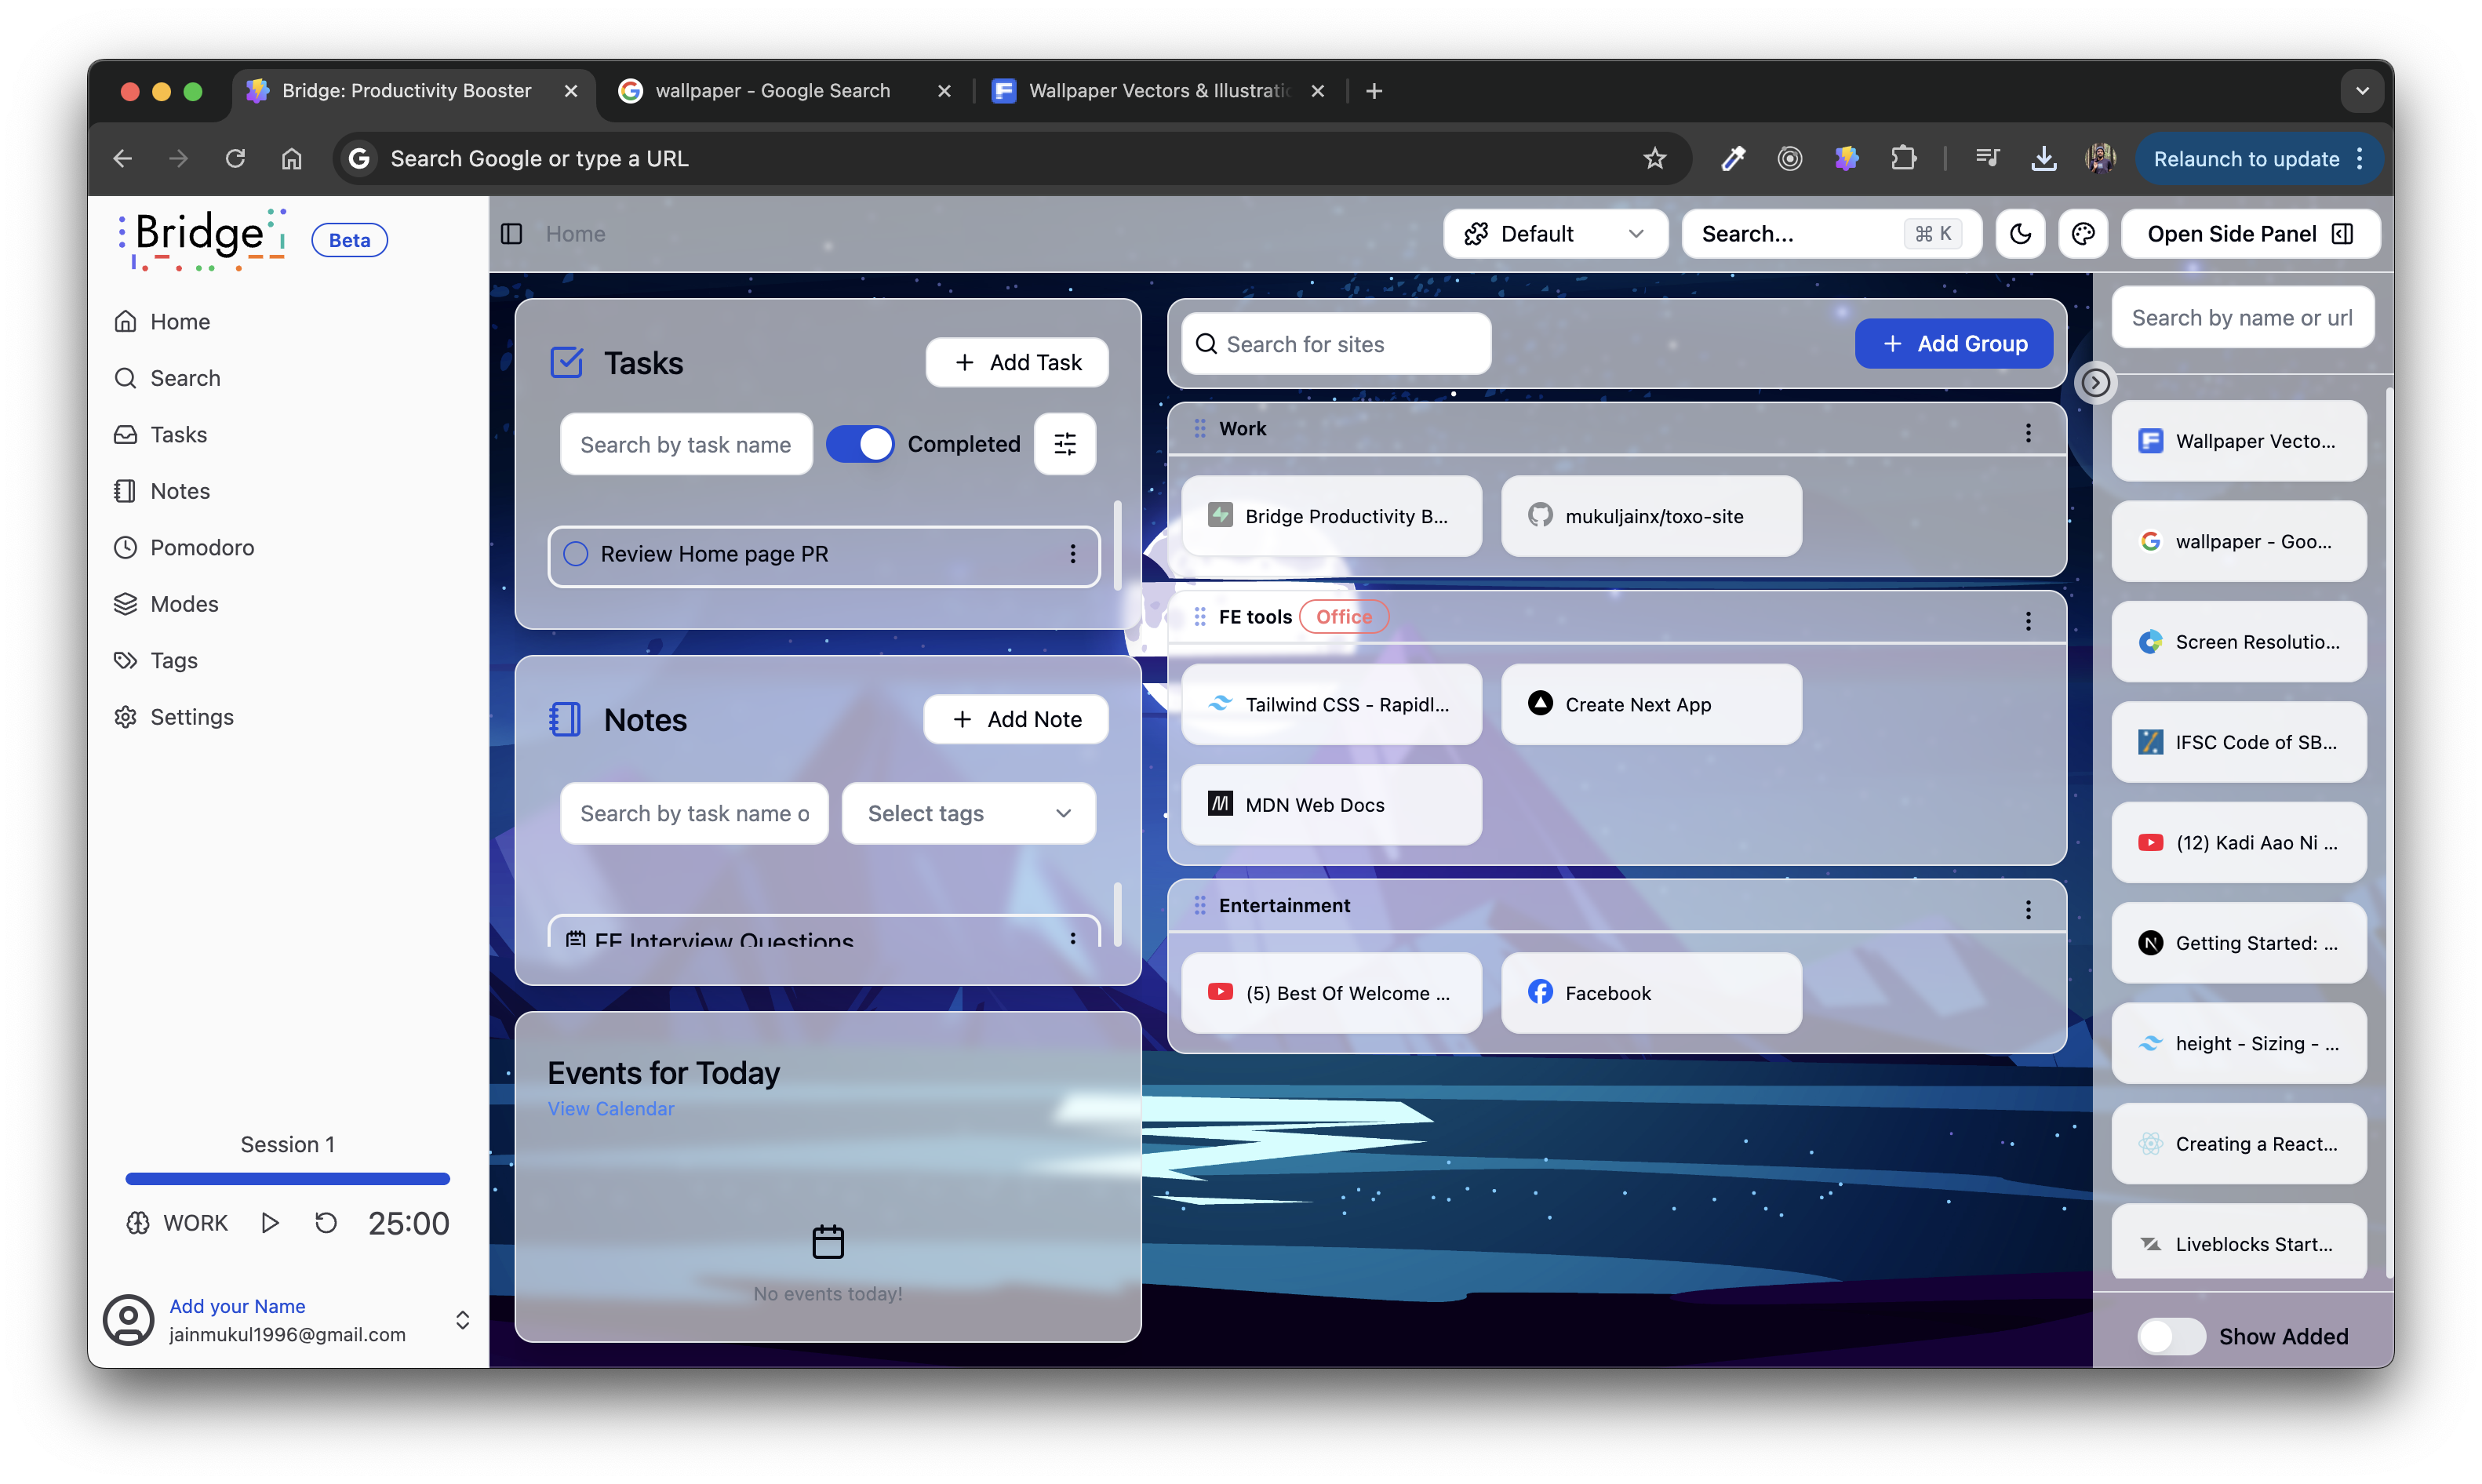 Bridge: Productivity Booster
wallpaper - Google Search
Wallpaper Vectors & Illustratic
Search Google or type a URL
Relaunch to update
Bridge
Beta
Home
Search
Tasks
Notes
Pomodoro
Modes
Tags
Settings
Session 1
WORK
25:00
Add your Name
jainmukul1996@gmail.com
Home
Default
Search...
⌘ K
Open Side Panel
Tasks
Add Task
Search by task name
Completed
Review Home page PR
Notes
Add Note
Search by task name o
Select tags
FE Interview Questions
Events for Today
View Calendar
No events today!
Search for sites
Add Group
Work
Bridge Productivity B...
mukuljainx/toxo-site
FE tools
Office
Tailwind CSS - Rapidl...
Create Next App
MDN Web Docs
Entertainment
(5) Best Of Welcome ...
Facebook
Search by name or url
Wallpaper Vecto...
wallpaper - Goo...
Screen Resolutio...
IFSC Code of SB...
(12) Kadi Aao Ni ...
Getting Started: ...
height - Sizing - ...
Creating a React...
Liveblocks Start...
Show Added